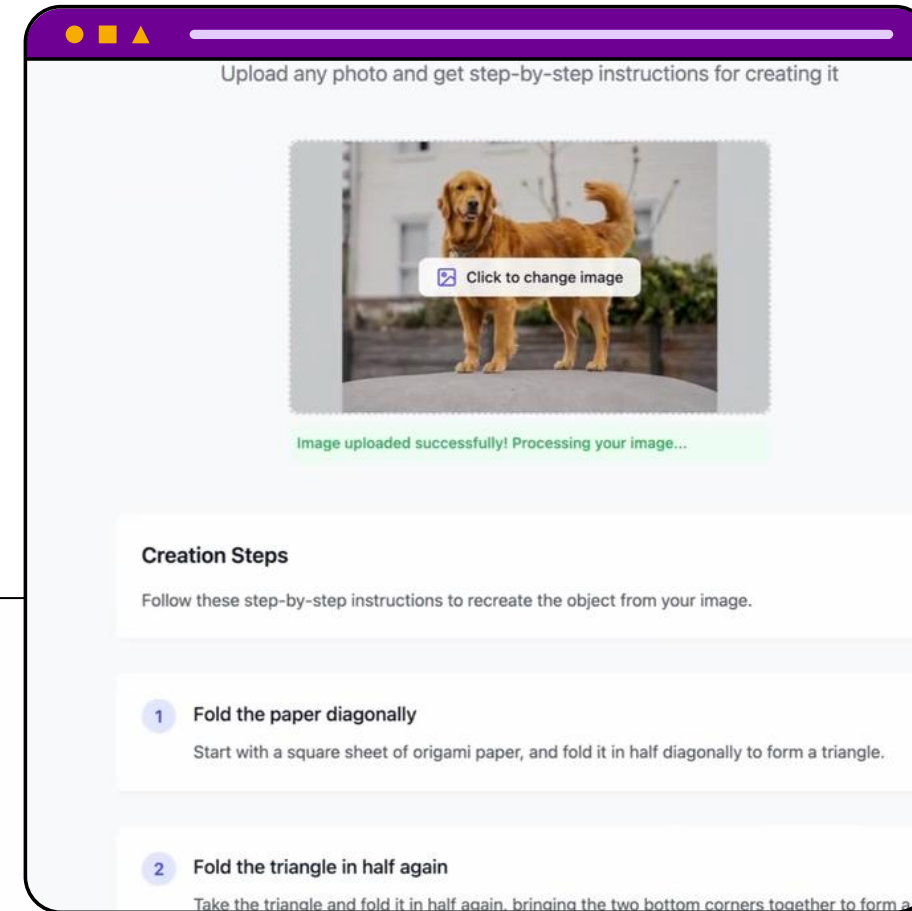 Upload any photo and get step-by-step instructions for creating it
Click to change image
Image uploaded successfully! Processing your image...
Creation Steps
Follow these step-by-step instructions to recreate the object from your image.
1 Fold the paper diagonally
Start with a square sheet of origami paper, and fold it in half diagonally to form a triangle.
2 Fold the triangle in half again
Take the triangle and fold it in half again, bringing the two bottom corners together to form a